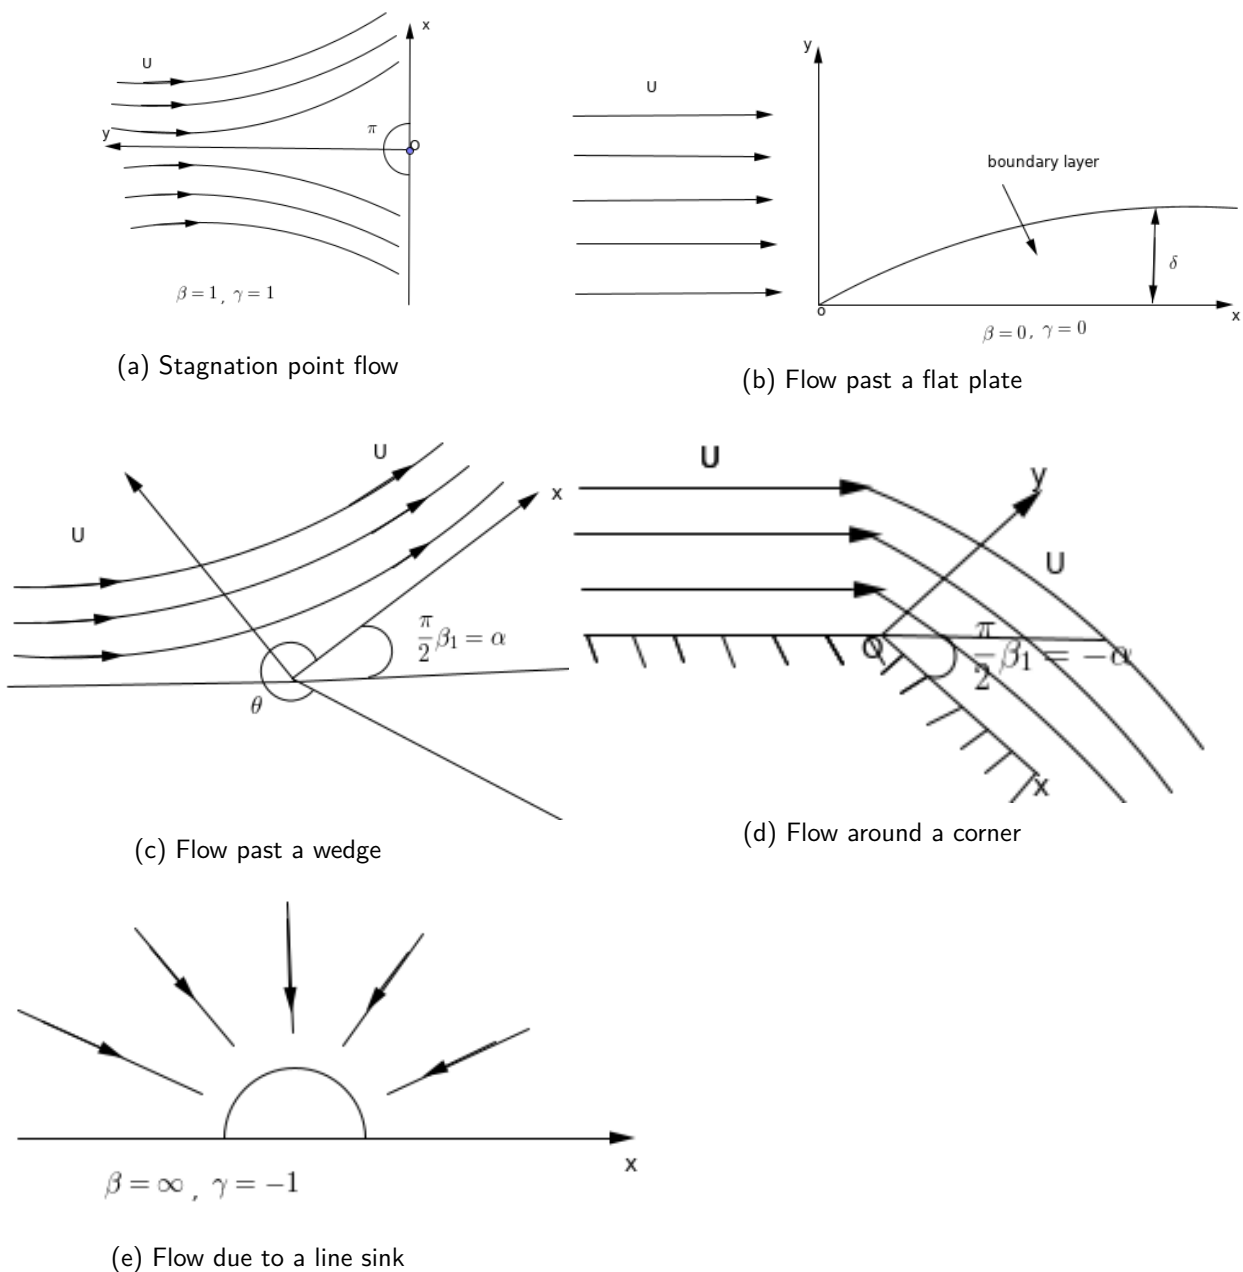 x
U
y
π
O
β = 1, γ = 1
(a) Stagnation point flow
y
U
boundary layer
δ
o
x
β = 0, γ = 0
(b) Flow past a flat plate
U
U
x
π/2 β₁ = α
θ
(c) Flow past a wedge
U
y
U
O
π/2 β₁ = −α
x
(d) Flow around a corner
x
β = ∞, γ = −1
(e) Flow due to a line sink